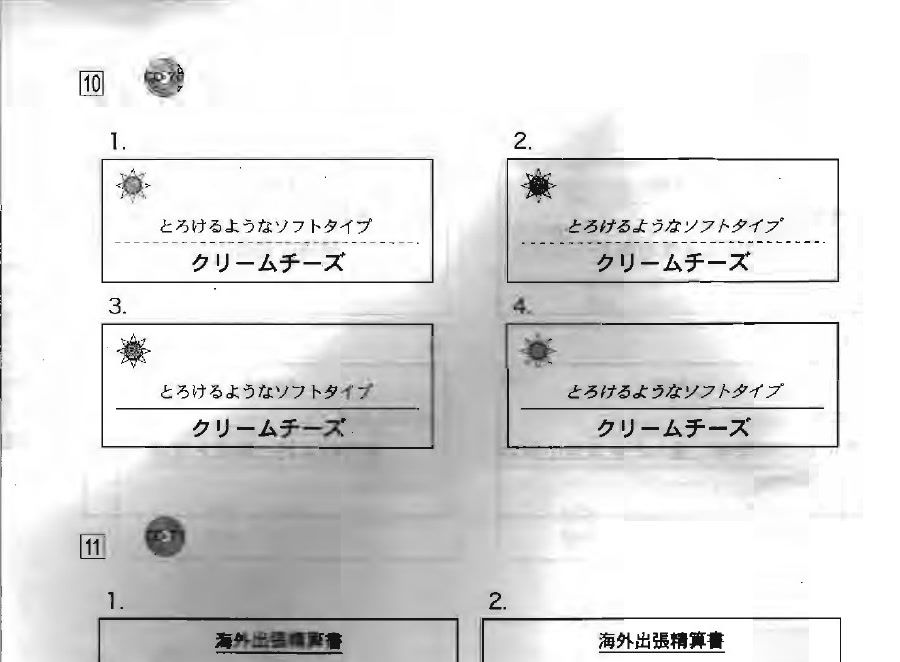 10
1.
とろけるようなソフトタイプ
クリームチーズ
2.
とろけるようなソフトタイプ
クリームチーズ
3.
とろけるようなソフトタイプ
クリームチーズ
4.
とろけるようなソフトタイプ
クリームチーズ
11
1.
海外出張精算書
2.
海外出張精算書